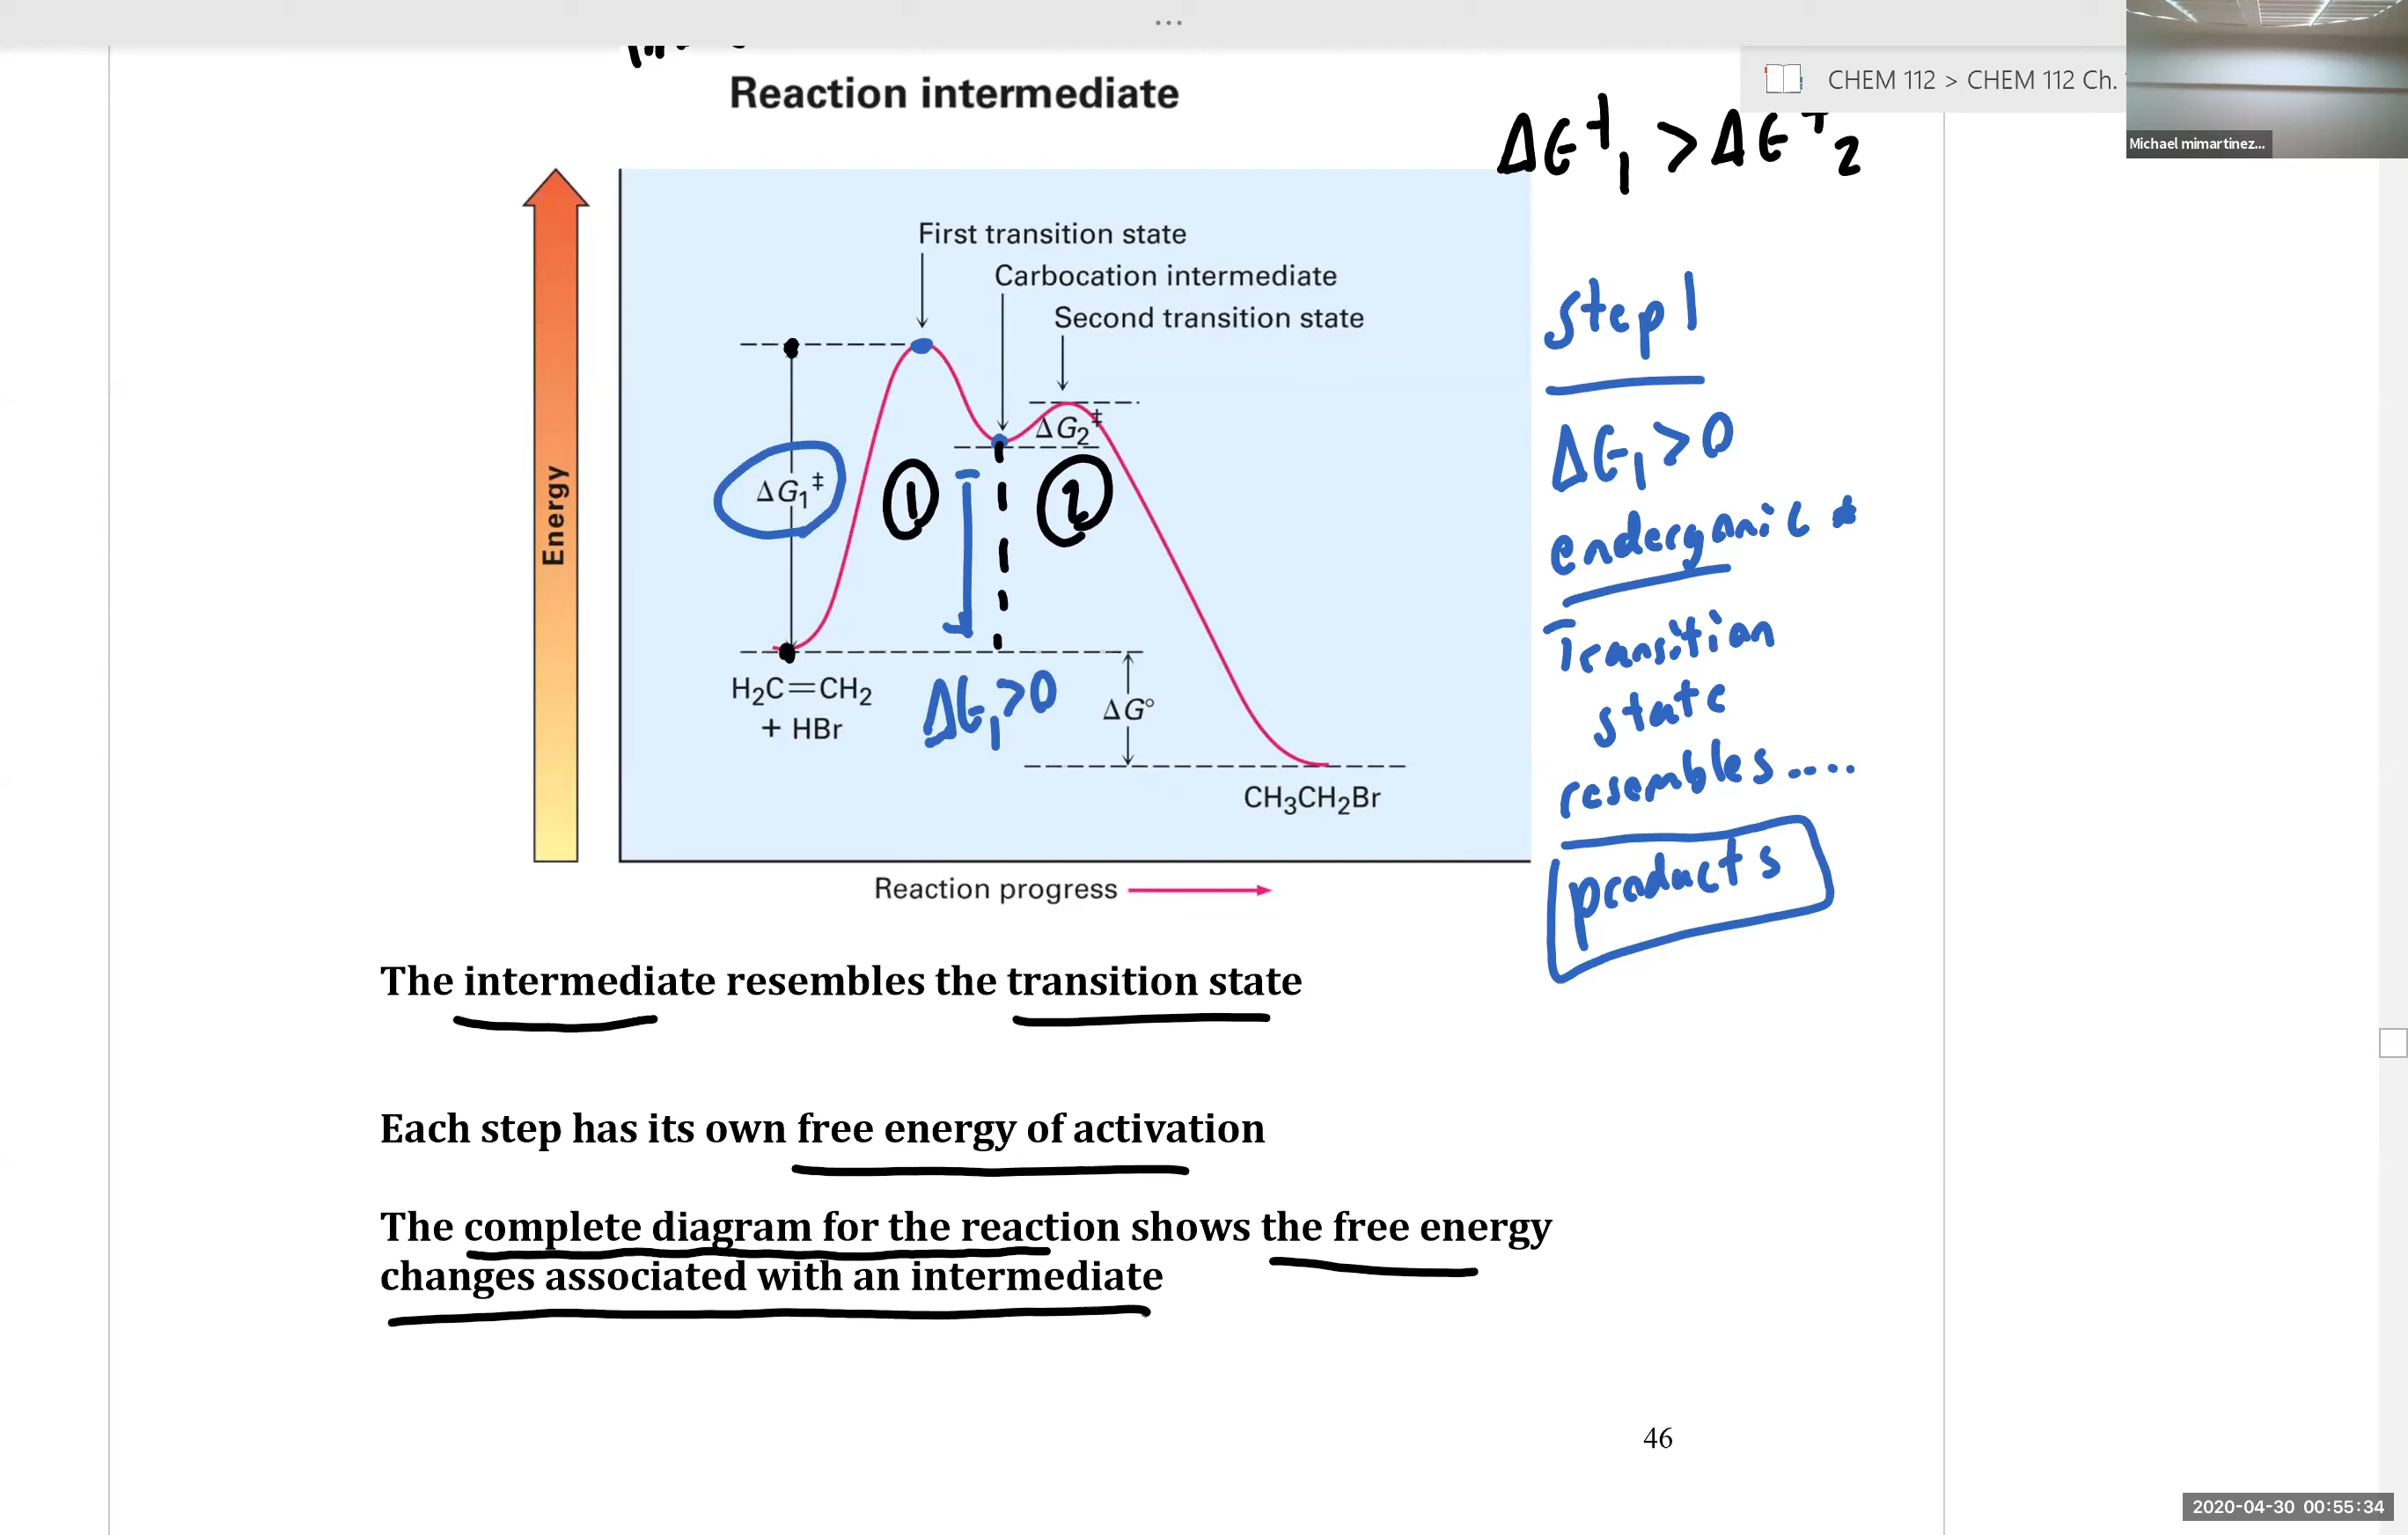 ...
CHEM 112 > CHEM 112 Ch.
Michael mimartinez...
Reaction intermediate
ΔG‡₁ > ΔG‡₂
First transition state
Carbocation intermediate
Second transition state
ΔG₂‡
ΔG₁‡
①
②
Energy
H₂C=CH₂
+ HBr
ΔG₁>0
ΔG°
CH₃CH₂Br
Reaction progress
step 1
ΔG₁>0
endergonic *
Transition
state
resembles....
products
The intermediate resembles the transition state
Each step has its own free energy of activation
The complete diagram for the reaction shows the free energy
changes associated with an intermediate
46
2020-04-30 00:55:34